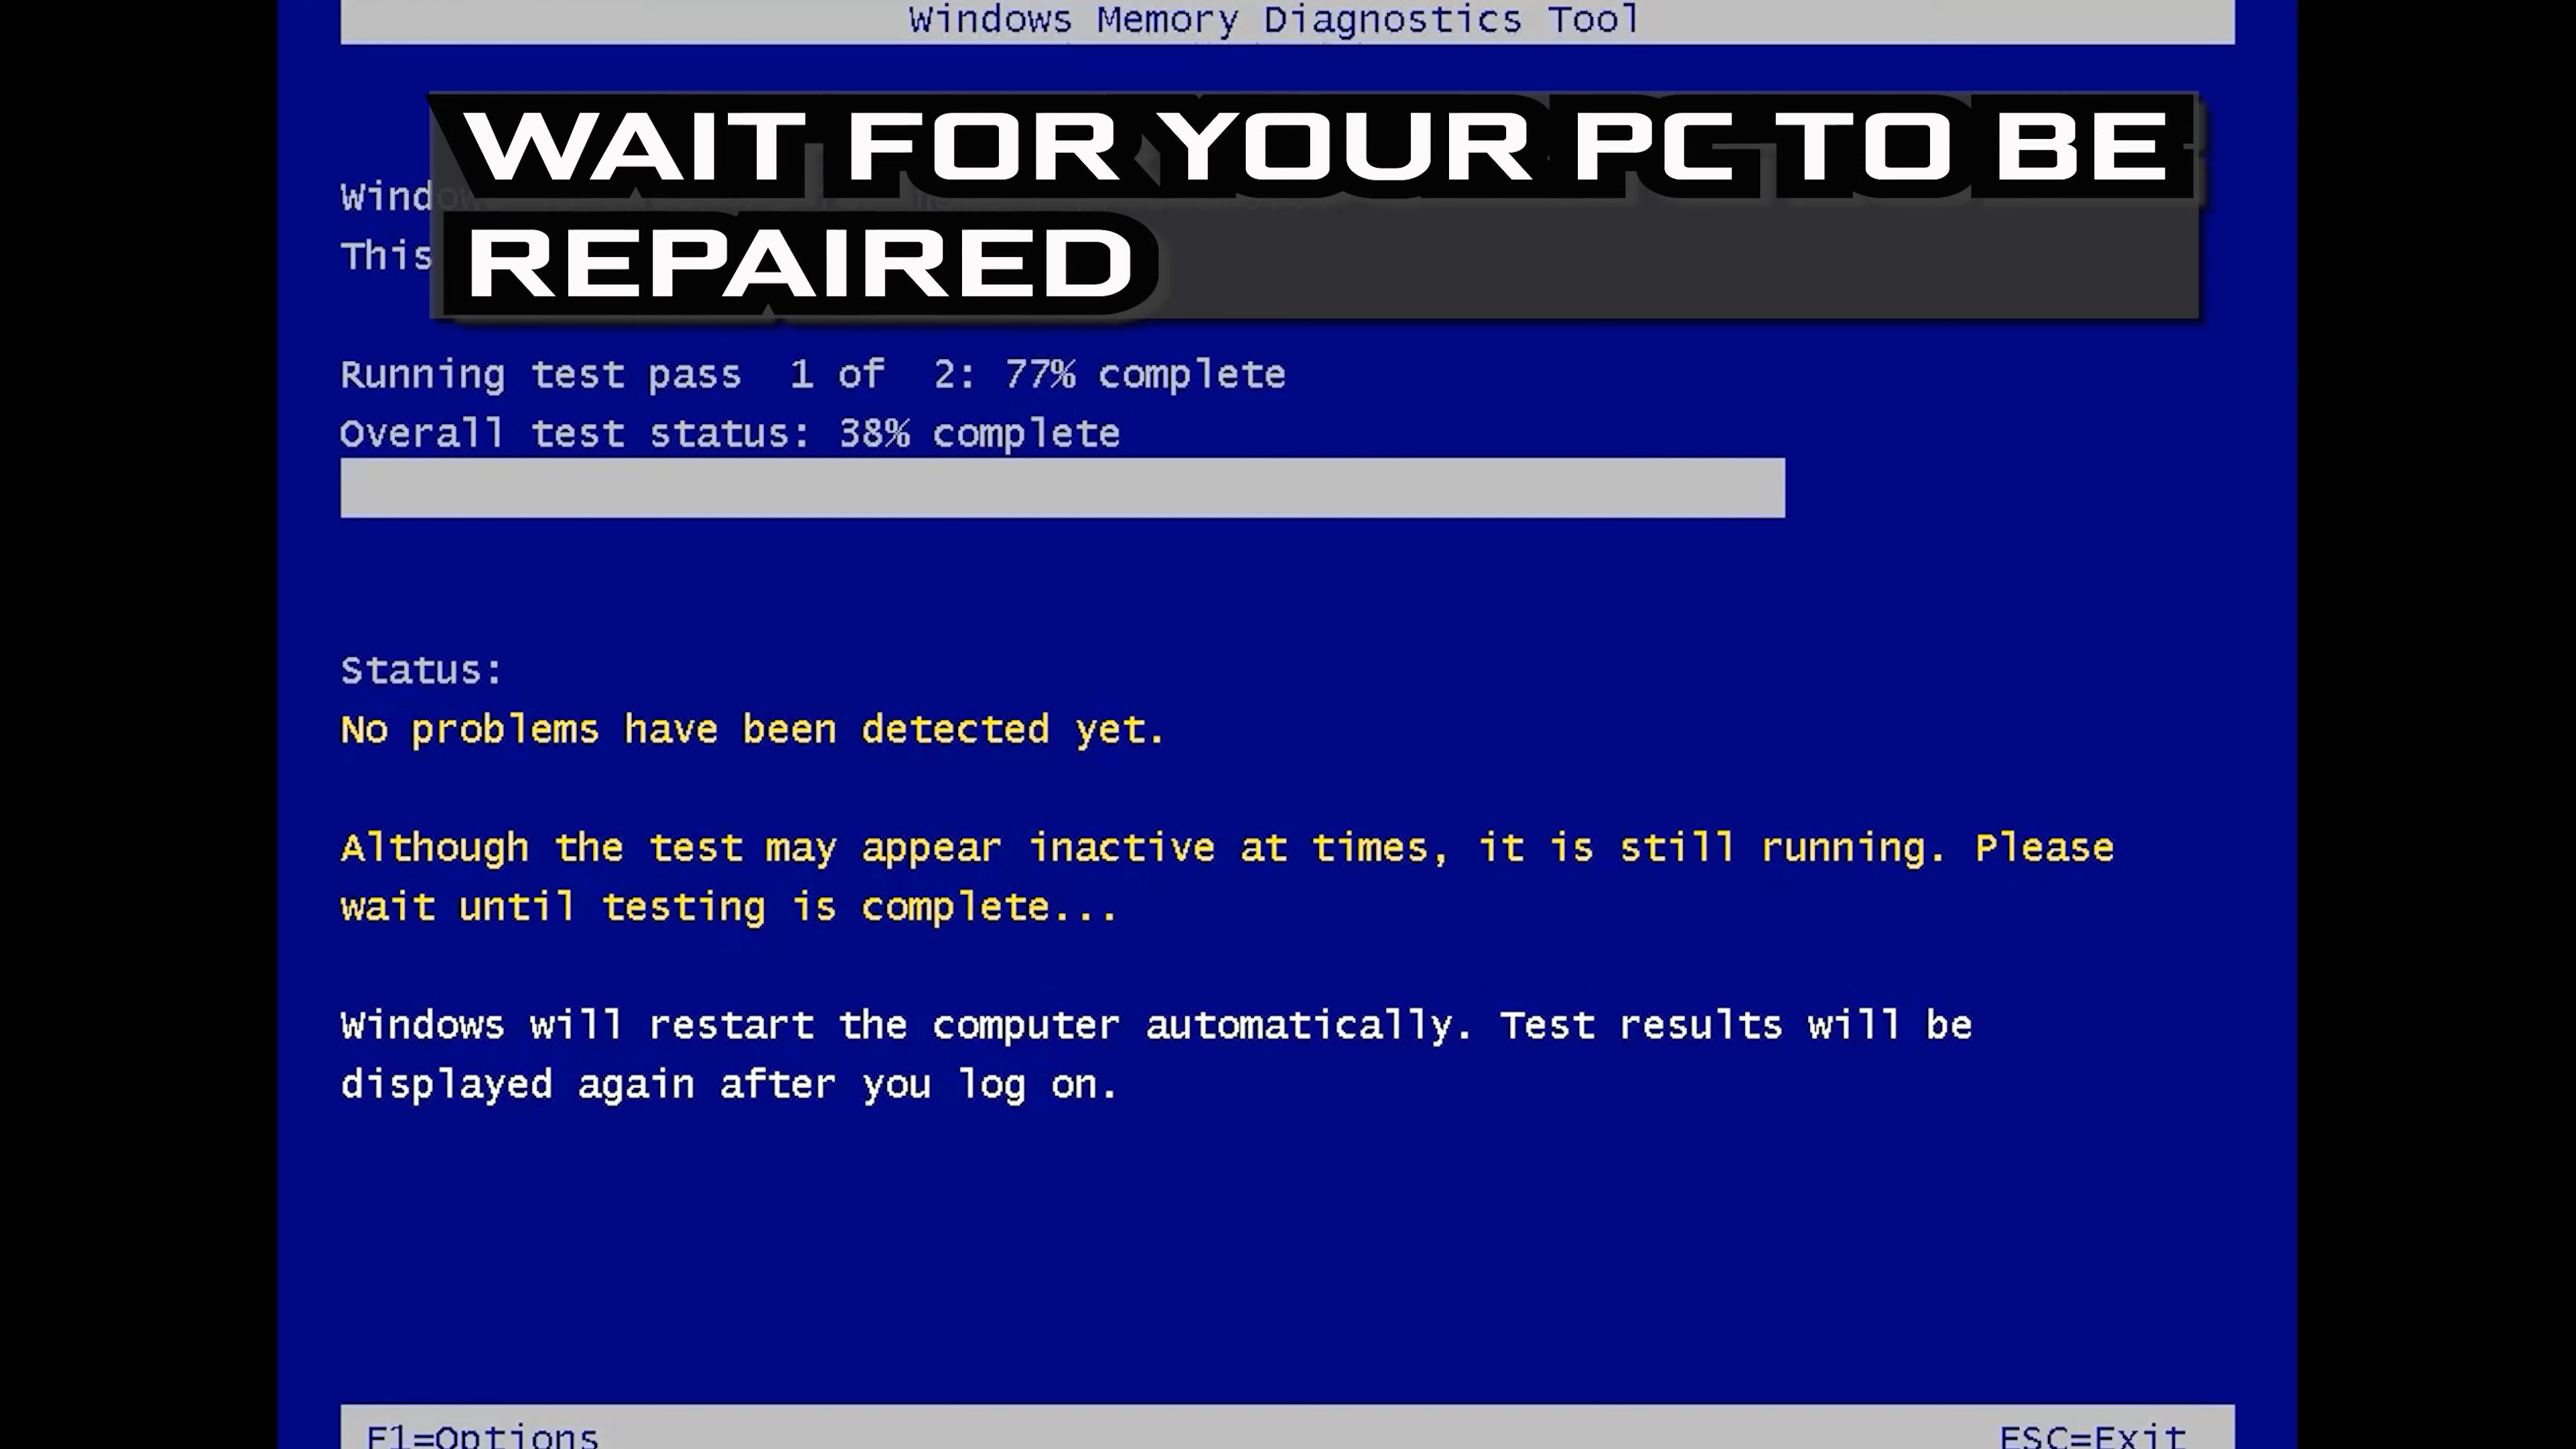 Windows Memory Diagnostics Tool
WAIT FOR YOUR PC TO BE
REPAIRED
This
Running test pass  1 of  2: 77% complete
Overall test status: 38% complete
Status:
No problems have been detected yet.
Although the test may appear inactive at times, it is still running. Please
wait until testing is complete...
Windows will restart the computer automatically. Test results will be
displayed again after you log on.
F1=Options
ESC=Exit